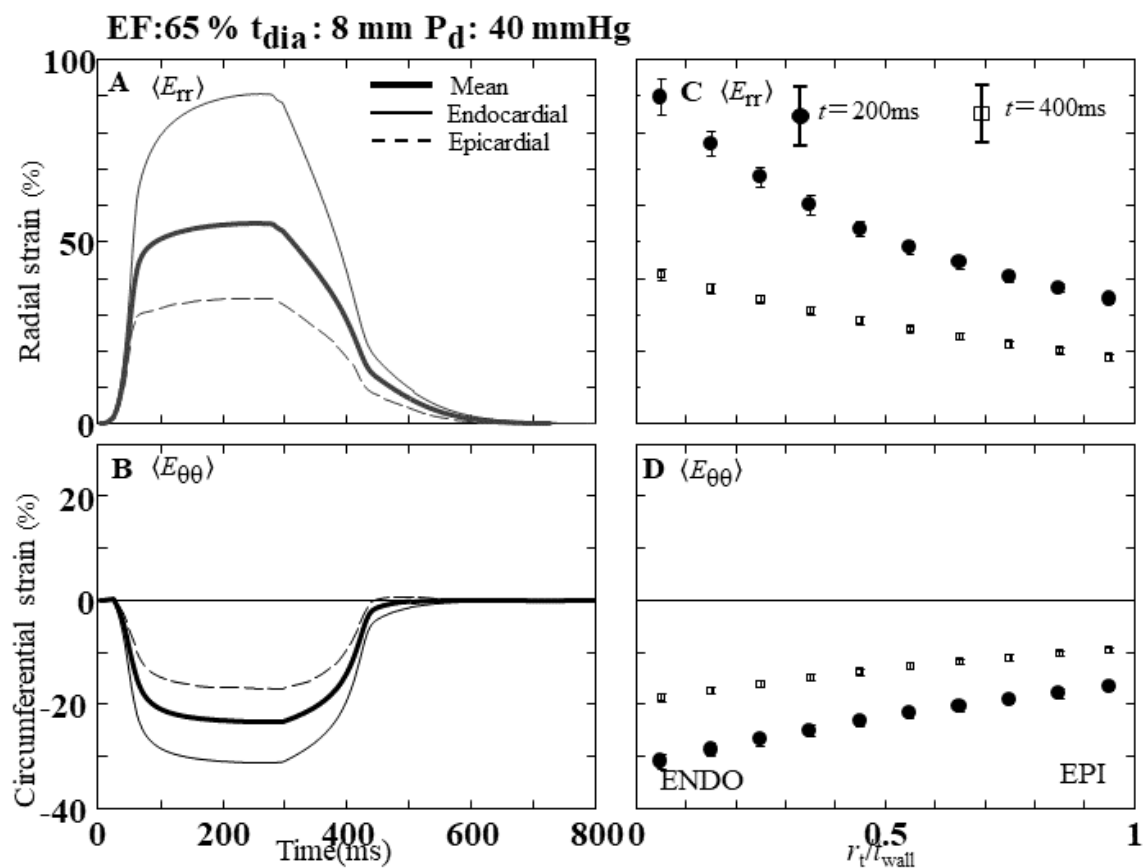 EF:65 % t_dia : 8 mm P_d: 40 mmHg
A ⟨E_rr⟩
Mean
Endocardial
Epicardial
100
50
0
Radial strain (%)
C ⟨E_rr⟩
t=200ms
t=400ms
B ⟨E_θθ⟩
20
0
-20
-40
Circumferential strain (%)
0 200 400 600 800
Time(ms)
D ⟨E_θθ⟩
ENDO
EPI
0 0.5 1
r_t/t_wall